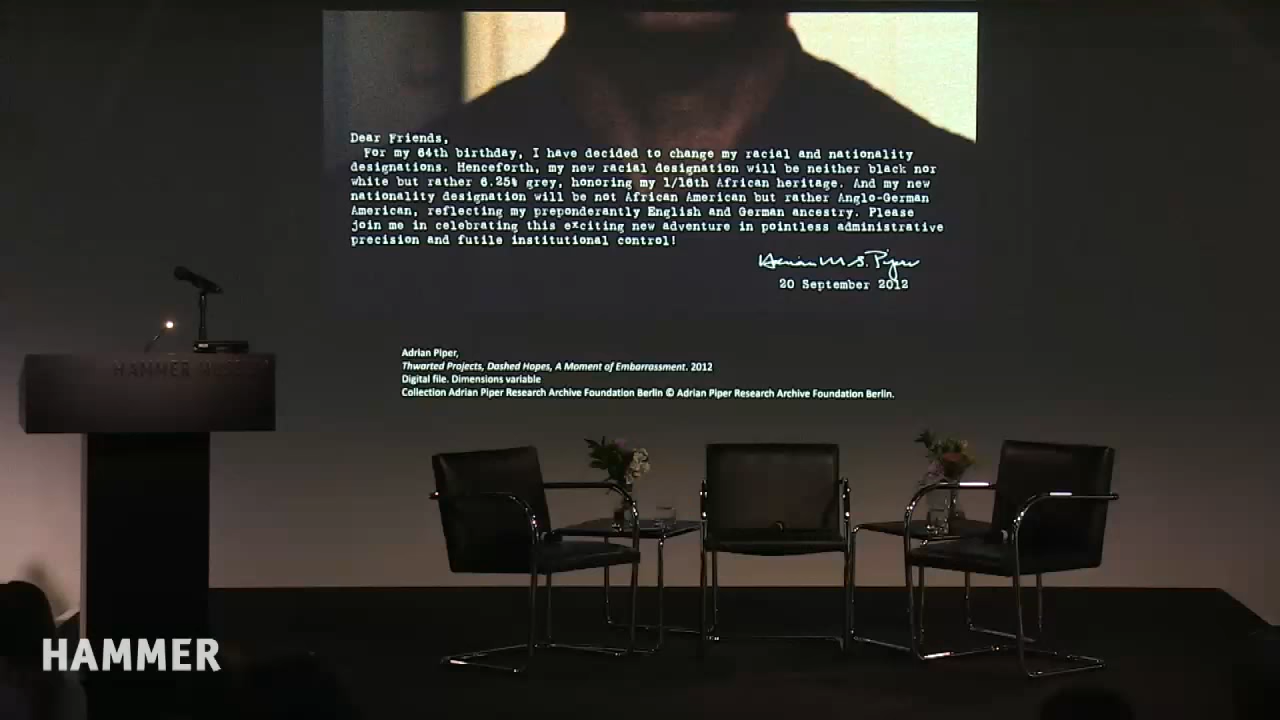 Dear Friends,
For my 64th birthday, I have decided to change my racial and nationality
designations. Henceforth, my new racial designation will be neither black nor
white but rather 6.25% grey, honoring my 1/16th African heritage. And my new
nationality designation will be not African American but rather Anglo-German
American, reflecting my preponderantly English and German ancestry. Please
join me in celebrating this exciting new adventure in pointless administrative
precision and futile institutional control!
Adrian M S. Piper
20 September 2012
Adrian Piper,
Thwarted Projects, Dashed Hopes, A Moment of Embarrassment. 2012
Digital file. Dimensions variable
Collection Adrian Piper Research Archive Foundation Berlin © Adrian Piper Research Archive Foundation Berlin.
HAMMER
HAMMER